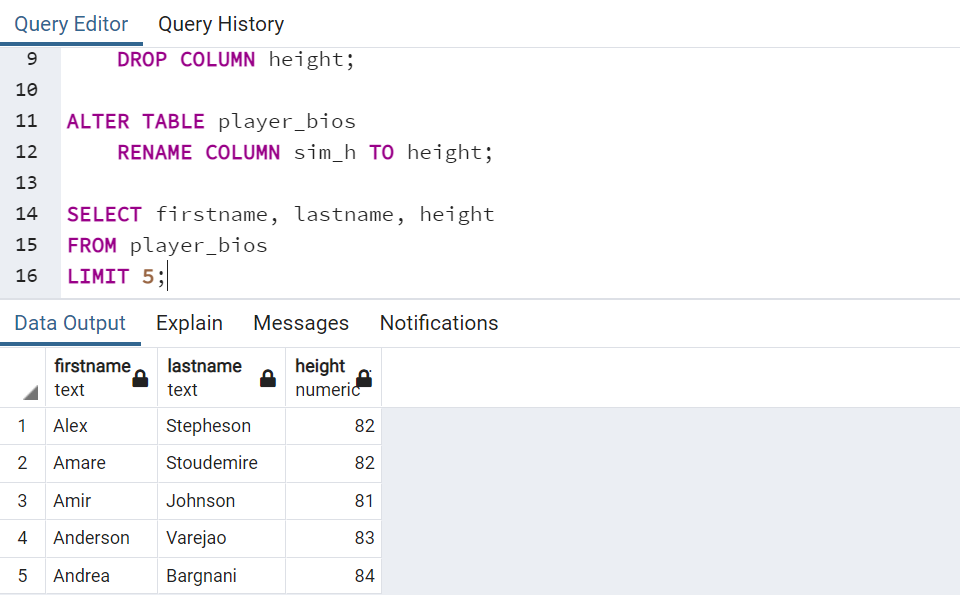 Query Editor Query History
9 DROP COLUMN height;
10
11 ALTER TABLE player_bios
12 RENAME COLUMN sim_h TO height;
13
14 SELECT firstname, lastname, height
15 FROM player_bios
16 LIMIT 5;
Data Output Explain Messages Notifications
firstname lastname height
text text numeric
1 Alex Stepheson 82
2 Amare Stoudemire 82
3 Amir Johnson 81
4 Anderson Varejao 83
5 Andrea Bargnani 84